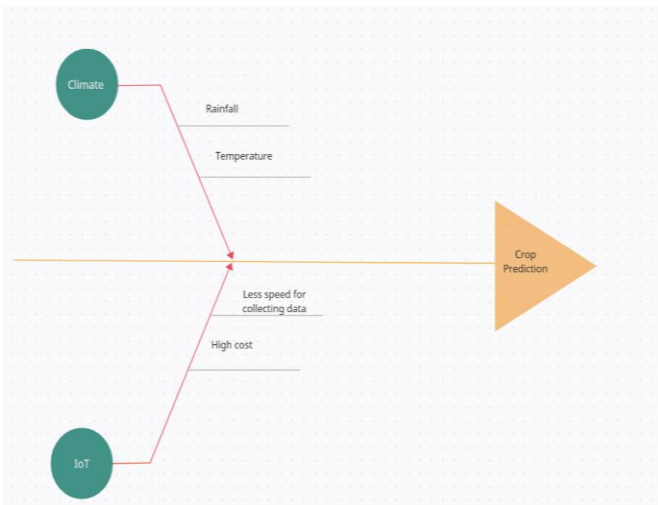 Climate
Rainfall
Temperature
Crop
Prediction
Less speed for
collecting data
High cost
IoT